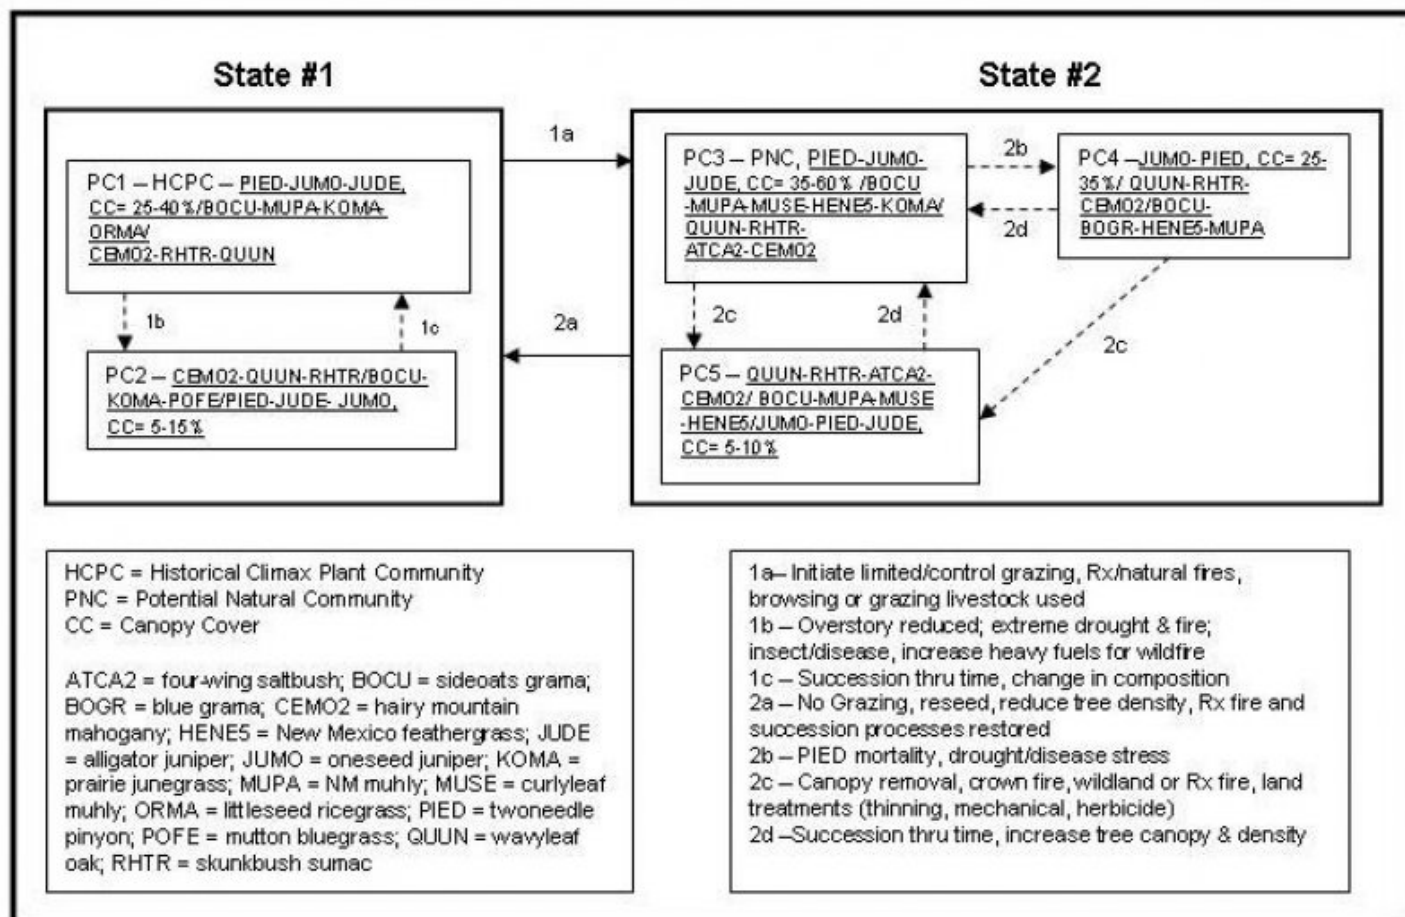 State #1
State #2
1a
PC1 – HCPC – PIED-JUMO-JUDE,
CC= 25-40%/BOCU-MUPA-KOMA-
ORMA/
CEMO2-RHTR-QUUN
1b
1c
PC2 – CEMO2-QUUN-RHTR/BOCU-
KOMA-POFE/PIED-JUDE- JUMO,
CC= 5-15%
2a
PC3 – PNC, PIED-JUMO-
JUDE, CC= 35-60% /BOCU
-MUPA-MUSE-HENE5-KOMA/
QUUN-RHTR-
ATCA2-CEMO2
2b
2d
PC4 –JUMO-PIED, CC= 25-
35%/ QUUN-RHTR-
CEMO2/BOCU-
BOGR-HENE5-MUPA
2c
2d
2c
PC5 – QUUN-RHTR-ATCA2-
CEMO2/ BOCU-MUPA-MUSE
-HENE5/JUMO-PIED-JUDE,
CC= 5-10%
HCPC = Historical Climax Plant Community
PNC = Potential Natural Community
CC = Canopy Cover
ATCA2 = four-wing saltbush; BOCU = sideoats grama;
BOGR = blue grama; CEMO2 = hairy mountain
mahogany; HENE5 = New Mexico feathergrass; JUDE
= alligator juniper; JUMO = oneseed juniper; KOMA =
prairie junegrass; MUPA = NM muhly; MUSE = curlyleaf
muhly; ORMA = littleseed ricegrass; PIED = twoneedle
pinyon; POFE = mutton bluegrass; QUUN = wavyleaf
oak; RHTR = skunkbush sumac
1a– Initiate limited/control grazing, Rx/natural fires,
browsing or grazing livestock used
1b – Overstory reduced; extreme drought & fire;
insect/disease, increase heavy fuels for wildfire
1c – Succession thru time, change in composition
2a – No Grazing, reseed, reduce tree density, Rx fire and
succession processes restored
2b – PIED mortality, drought/disease stress
2c – Canopy removal, crown fire, wildland or Rx fire, land
treatments (thinning, mechanical, herbicide)
2d –Succession thru time, increase tree canopy & density